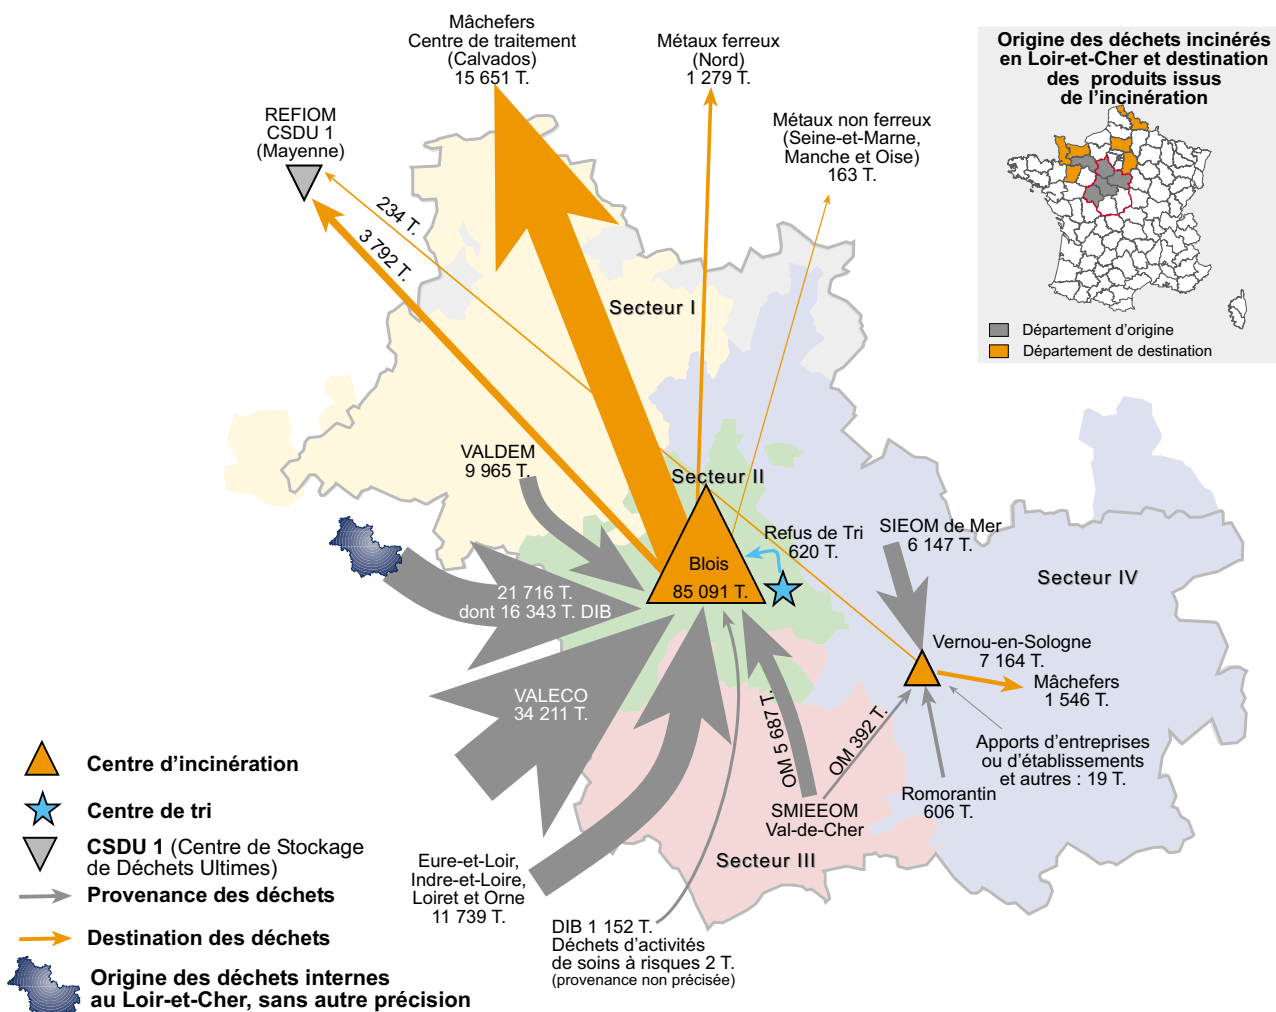 Mâchefers
Centre de traitement
(Calvados)
15 651 T.
Métaux ferreux
(Nord)
1 279 T.
Métaux non ferreux
(Seine-et-Marne,
Manche et Oise)
163 T.
REFIOM
CSDU 1
(Mayenne)
234 T.
3 792 T.
Origine des déchets incinérés
en Loir-et-Cher et destination
des produits issus
de l'incinération
Département d'origine
Département de destination
Secteur I
VALDEM
9 965 T.
Secteur II
Refus de Tri
620 T.
SIEOM de Mer
6 147 T.
Secteur IV
Blois
85 091 T.
21 716 T.
dont 16 343 T. DIB
VALECO
34 211 T.
Vernou-en-Sologne
7 164 T.
Mâchefers
1 546 T.
OM 5 687 T.
OM 392 T.
Apports d'entreprises
ou d'établissements
et autres : 19 T.
Romorantin
606 T.
SMIEEOM
Val-de-Cher
Secteur III
Eure-et-Loir,
Indre-et-Loire,
Loiret et Orne
11 739 T.
DIB 1 152 T.
Déchets d'activités
de soins à risques 2 T.
(provenance non précisée)
Centre d'incinération
Centre de tri
CSDU 1 (Centre de Stockage
de Déchets Ultimes)
Provenance des déchets
Destination des déchets
Origine des déchets internes
au Loir-et-Cher, sans autre précision